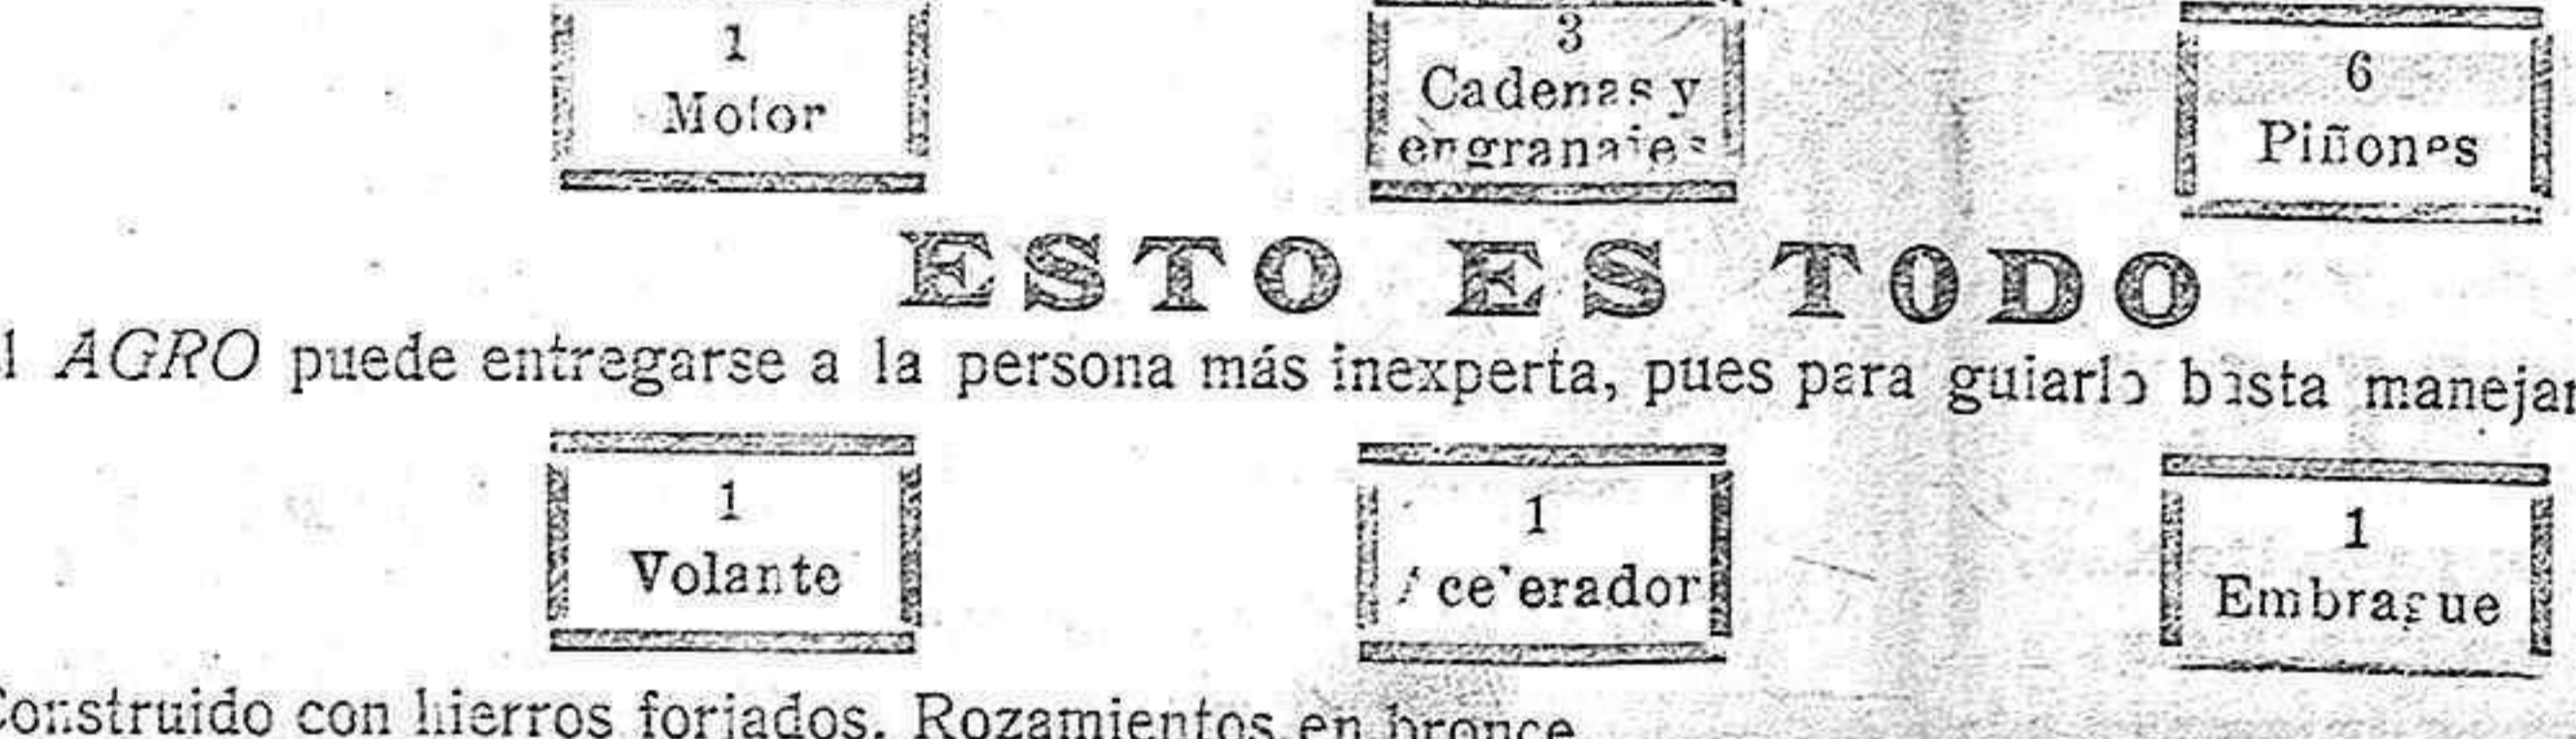 1
Motor
3
Cadenas y
engranajes
6
Piñones
ESTO ES TODO
El AGRO puede entregarse a la persona más inexperta, pues para guiarlo basta manejar
1
Volante
1
Acelerador
1
Embrague
Construido con hierros forjados. Rozamientos en bronce